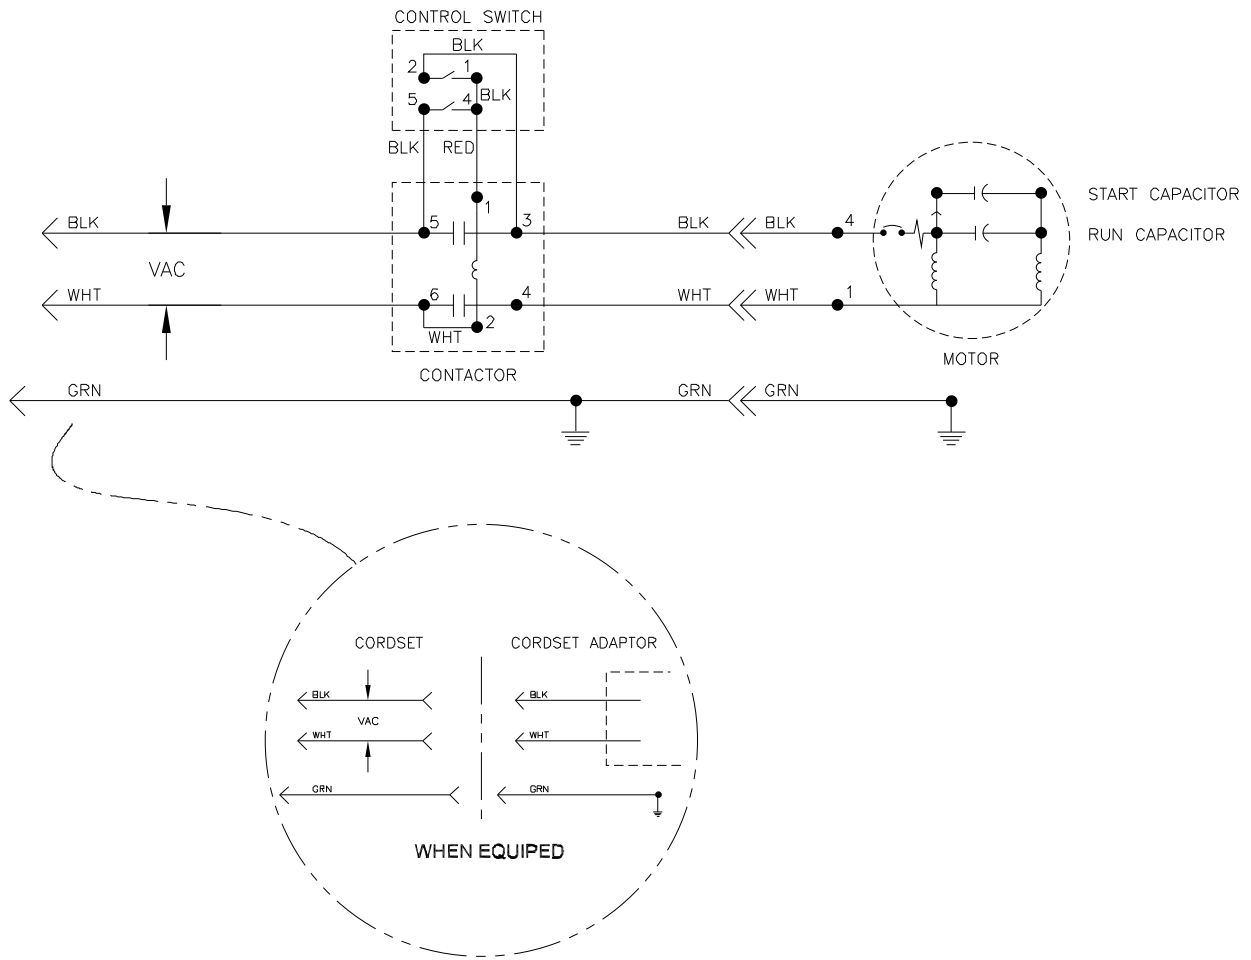 CONTROL SWITCH
BLK
2 1
BLK
5 4
BLK RED
1
BLK 5 3 BLK BLK 4
START CAPACITOR
RUN CAPACITOR
VAC
WHT 6 4 WHT WHT 1
WHT 2
MOTOR
CONTACTOR
GRN GRN GRN
CORDSET CORDSET ADAPTOR
BLK BLK
VAC
WHT WHT
GRN GRN
WHEN EQUIPED